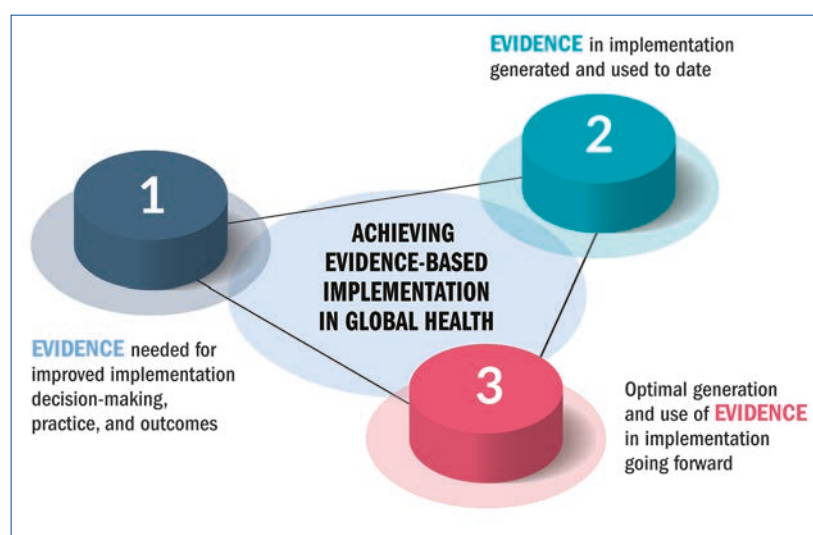 EVIDENCE in implementation
generated and used to date
2
1
ACHIEVING
EVIDENCE-BASED
IMPLEMENTATION
IN GLOBAL HEALTH
EVIDENCE needed for
improved implementation
decision-making,
practice, and outcomes
3
Optimal generation
and use of EVIDENCE
in implementation
going forward